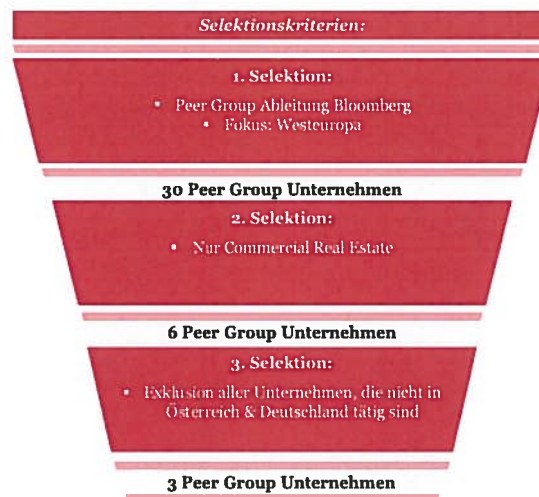 Selektionskriterien:
1. Selektion:
▪ Peer Group Ableitung Bloomberg
▪ Fokus: Westeuropa
30 Peer Group Unternehmen
2. Selektion:
▪ Nur Commercial Real Estate
6 Peer Group Unternehmen
3. Selektion:
▪ Exklusion aller Unternehmen, die nicht in
Österreich & Deutschland tätig sind
3 Peer Group Unternehmen